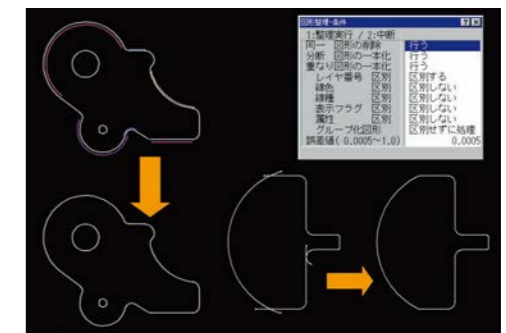 図形整理・条件
1:整理実行 / 2:中断
同一 図形の削除 行う
分断 図形の一本化 行う
重なり図形の一本化 行う
レイヤ番号 区別 区別する
線色 区別 区別しない
線種 区別 区別しない
表示フラグ 区別 区別しない
属性 区別 区別しない
グループ化図形 区別せずに処理
誤差値( 0.0005~1.0) 0.0005